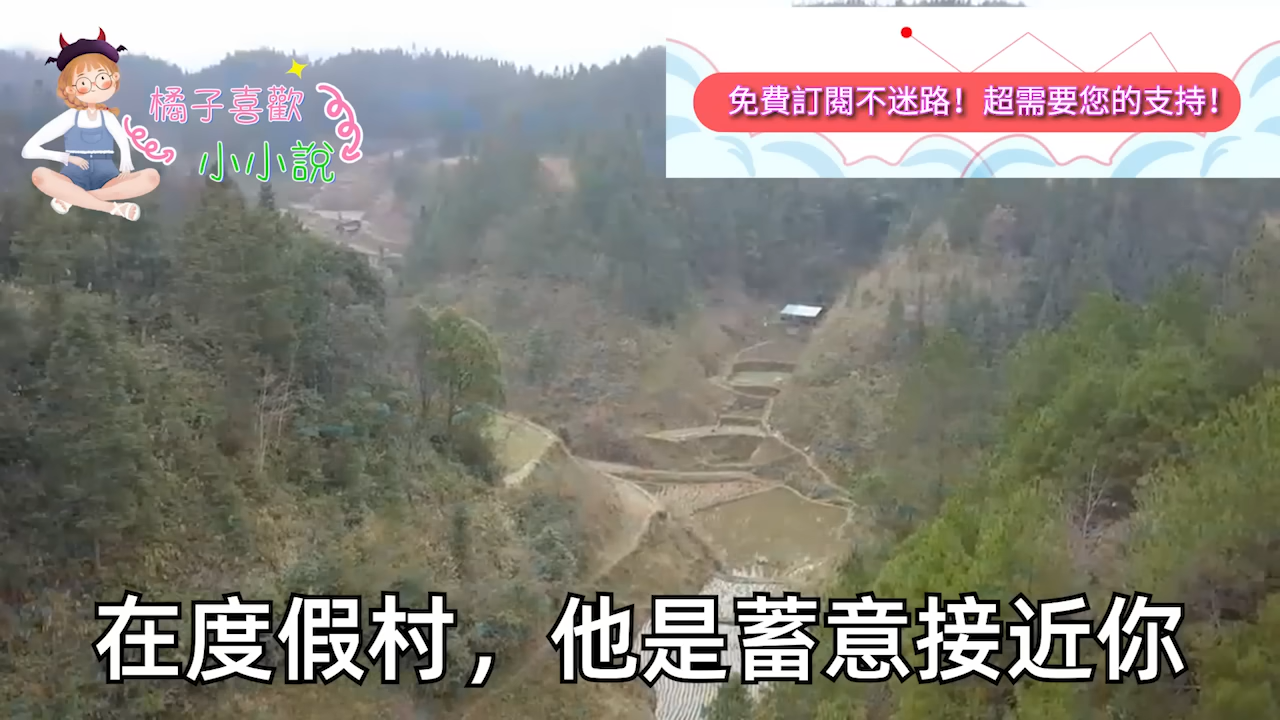 橘子喜歡
小小說
免費訂閱不迷路！超需要您的支持！
在度假村，他是蓄意接近你